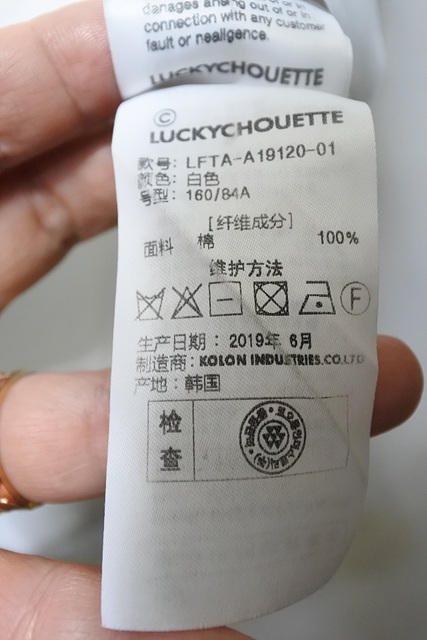 damages arising out of or in
connection with any customer
fault or negligence.
LUCKYCHOUETTE
©
LUCKYCHOUETTE
款号: LFTA-A19120-01
颜色: 白色
号型: 160/84A
[纤维成分]
面料 棉 100%
维护方法
F
生产日期: 2019年 6月
制造商: KOLON INDUSTRIES.CO.LTD
产地: 韩国
检查